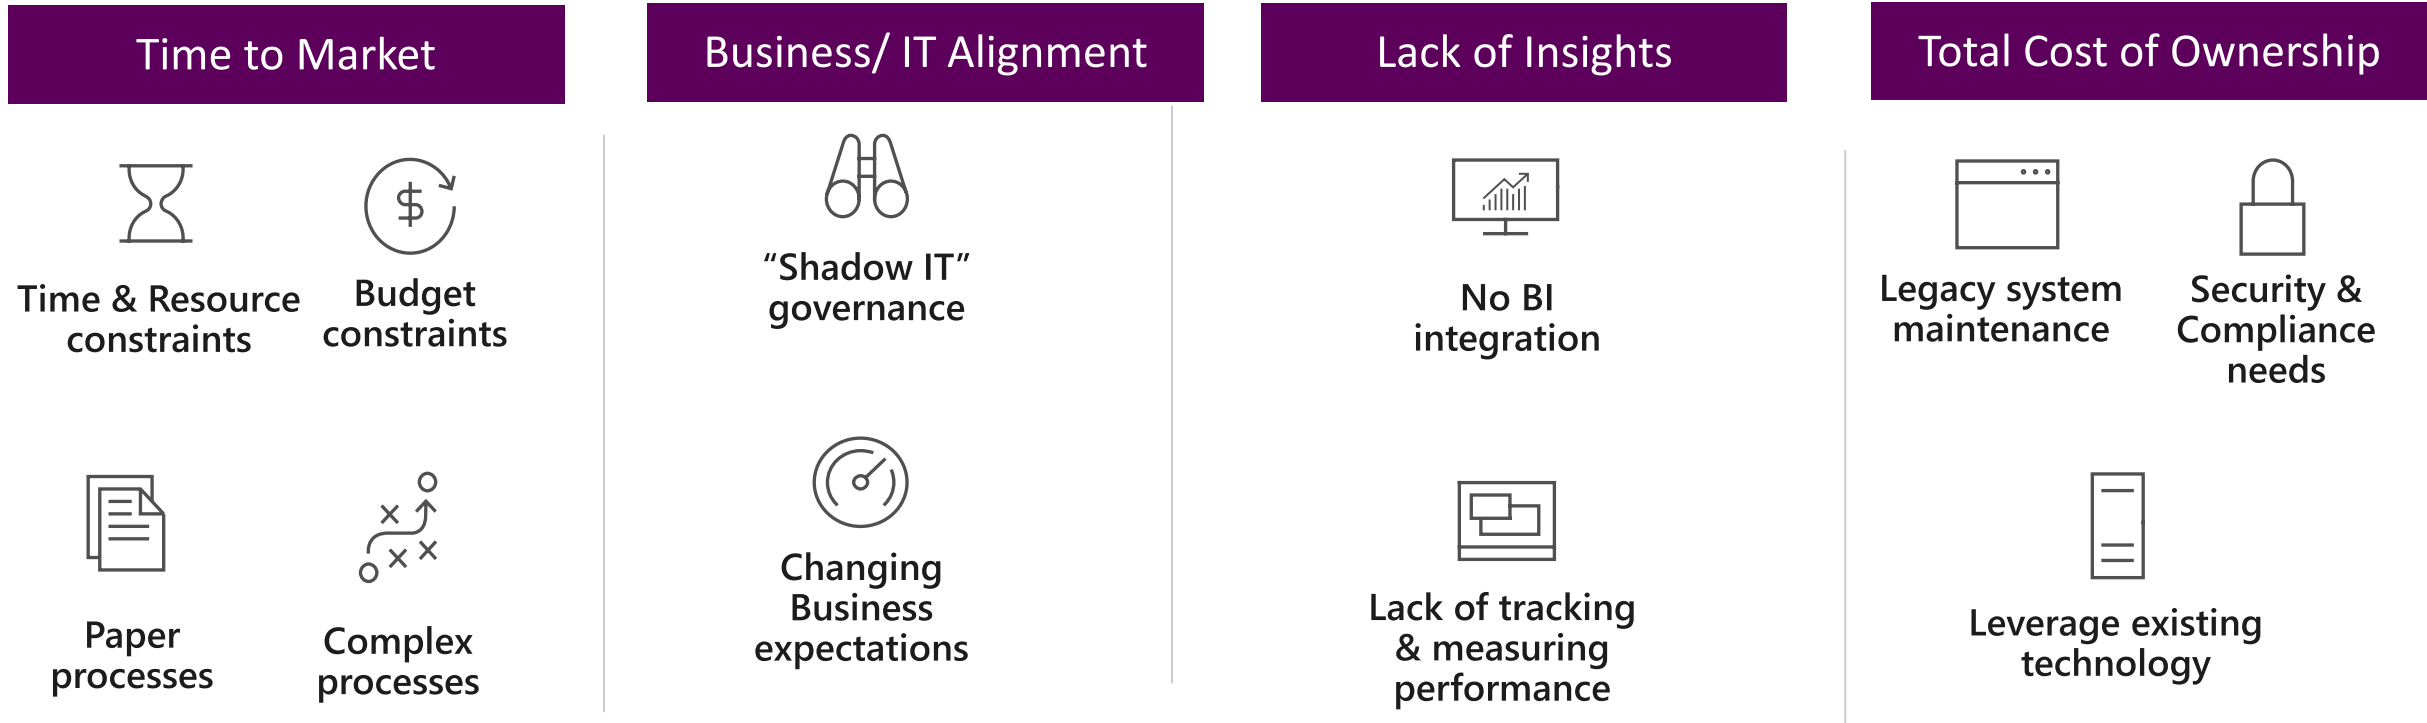 Time to Market
Time & Resource
constraints
Budget
constraints
Paper
processes
Complex
processes
Business/ IT Alignment
“Shadow IT”
governance
Changing
Business
expectations
Lack of Insights
No BI
integration
Lack of tracking
& measuring
performance
Total Cost of Ownership
Legacy system
maintenance
Security &
Compliance
needs
Leverage existing
technology